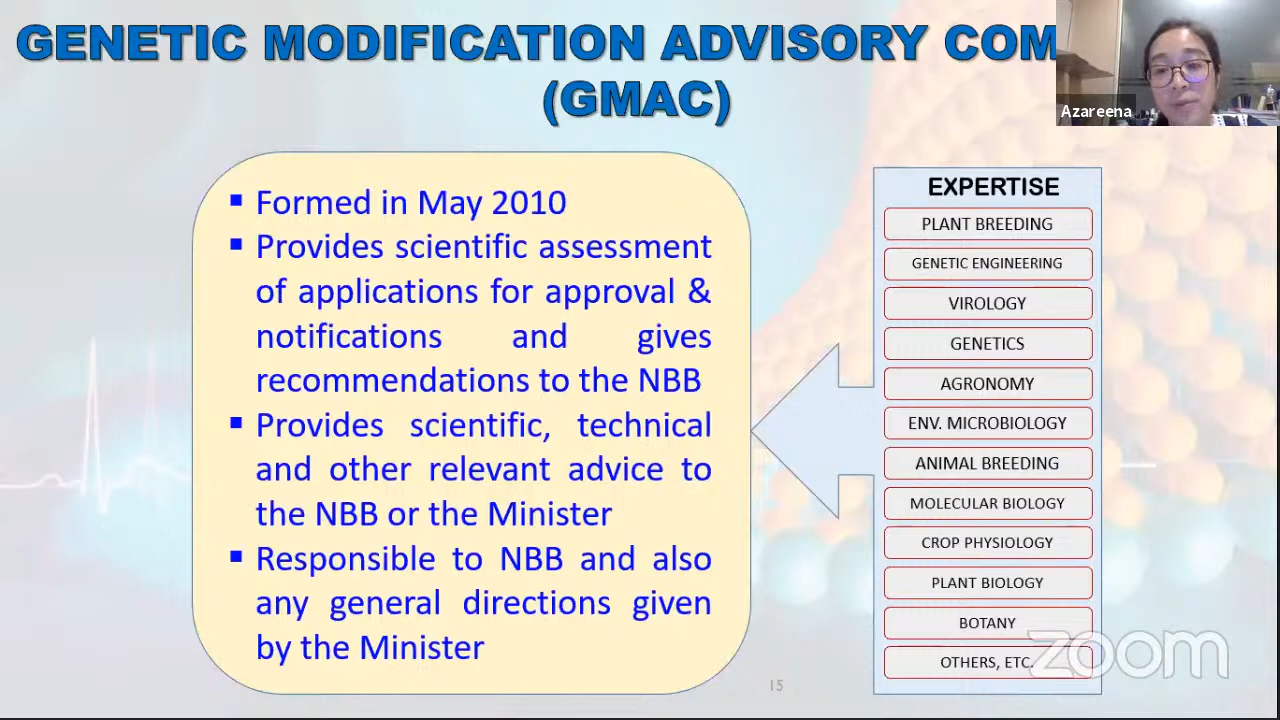 GENETIC MODIFICATION ADVISORY COM
(GMAC)
Azareena
▪ Formed in May 2010
▪ Provides scientific assessment
of applications for approval &
notifications and gives
recommendations to the NBB
▪ Provides scientific, technical
and other relevant advice to
the NBB or the Minister
▪ Responsible to NBB and also
any general directions given
by the Minister
EXPERTISE
PLANT BREEDING
GENETIC ENGINEERING
VIROLOGY
GENETICS
AGRONOMY
ENV. MICROBIOLOGY
ANIMAL BREEDING
MOLECULAR BIOLOGY
CROP PHYSIOLOGY
PLANT BIOLOGY
BOTANY
OTHERS, ETC.
zoom
15